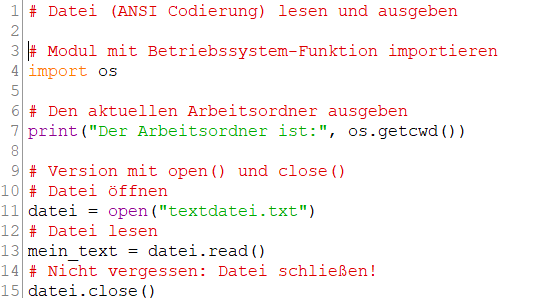 1 # Datei (ANSI Codierung) lesen und ausgeben
2
3 # Modul mit Betriebssystem-Funktion importieren
4 import os
5
6 # Den aktuellen Arbeitsordner ausgeben
7 print("Der Arbeitsordner ist:", os.getcwd())
8
9 # Version mit open() und close()
10 # Datei öffnen
11 datei = open("textdatei.txt")
12 # Datei lesen
13 mein_text = datei.read()
14 # Nicht vergessen: Datei schließen!
15 datei.close()